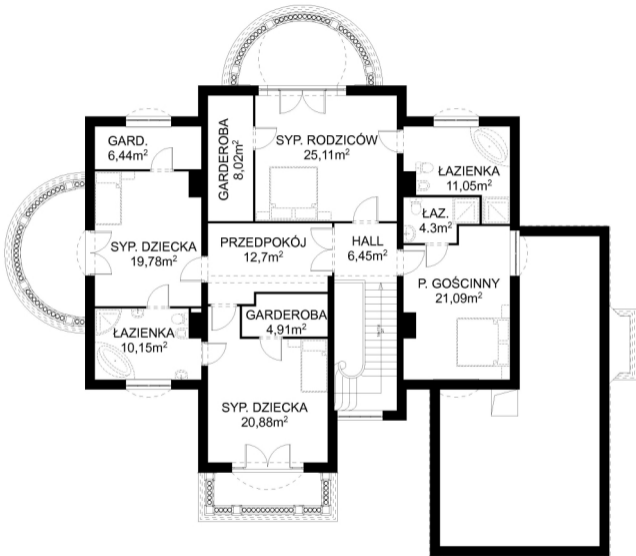 GARD.
6,44m²
GARDEROBA
8,02m²
SYP. RODZICÓW
25,11m²
ŁAZIENKA
11,05m²
ŁAZ.
4.3m²
SYP. DZIECKA
19,78m²
PRZEDPOKÓJ
12,7m²
HALL
6,45m²
P. GOŚCINNY
21,09m²
ŁAZIENKA
10,15m²
GARDEROBA
4,91m²
SYP. DZIECKA
20,88m²